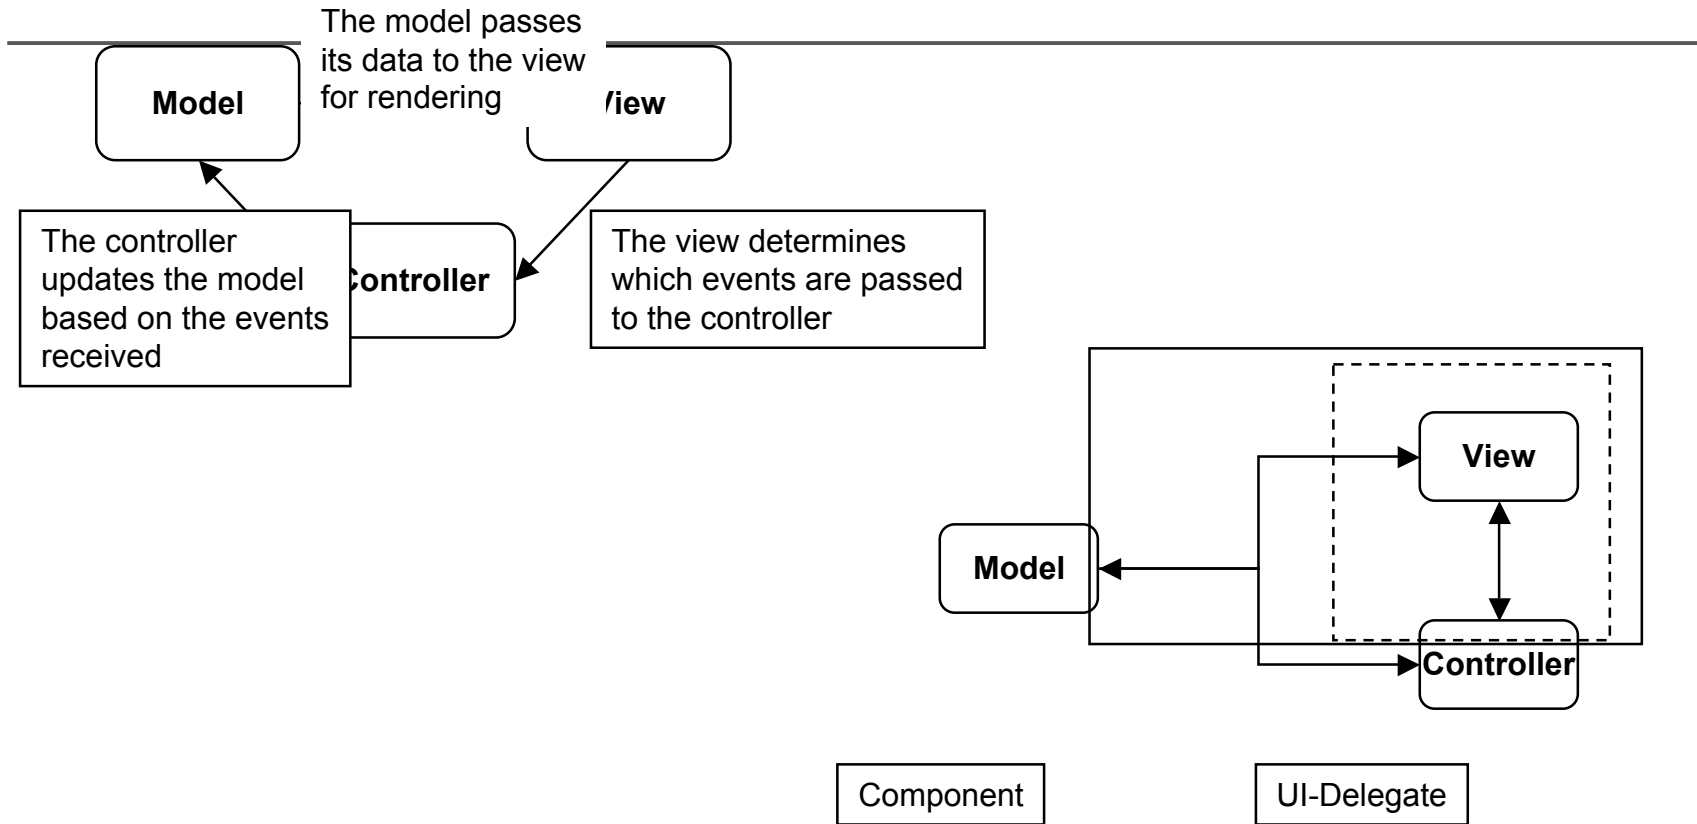 The model passes
its data to the view
for rendering
Model
View
The controller
updates the model
based on the events
received
Controller
The view determines
which events are passed
to the controller
View
Model
Controller
Component
UI-Delegate